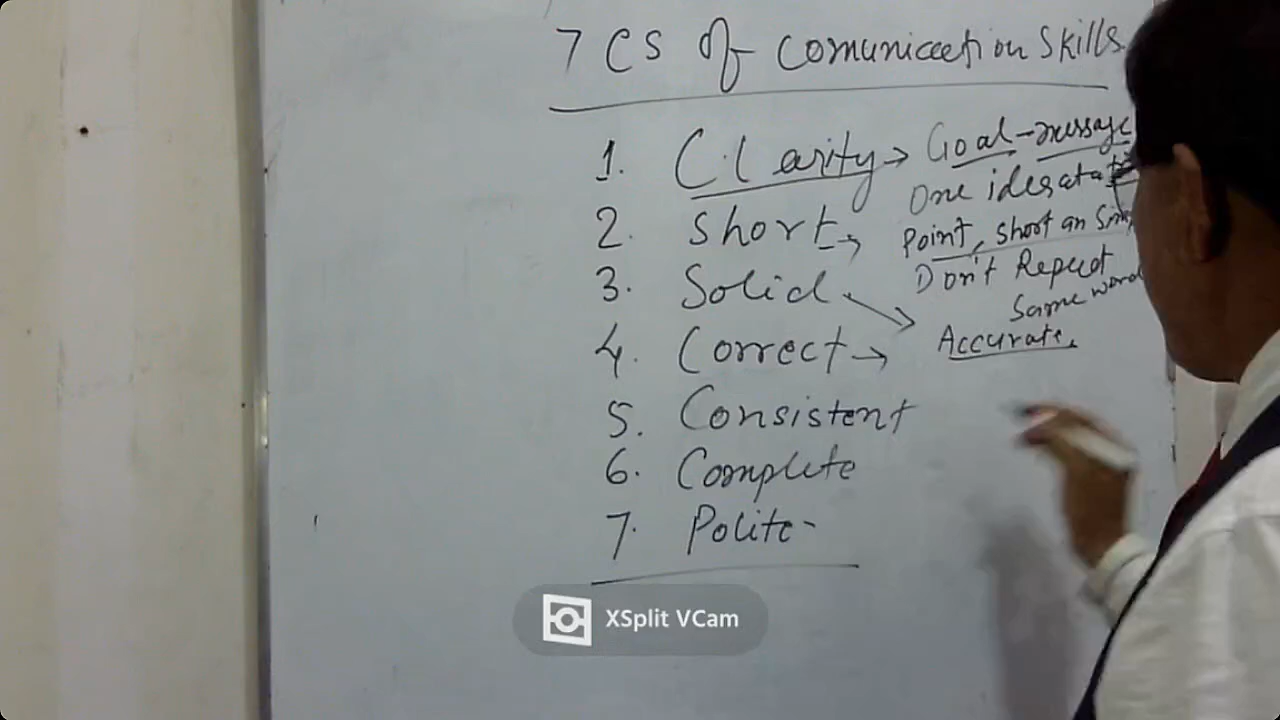 7 Cs of Comunication Skills
1. Clarity → Goal - message
One idea at a
2. Short → Point, Short an
3. Solid → Don't Repeat
Same word
4. Correct → Accurate.
5. Consistent
6. Complete
7. Polite -
XSplit VCam